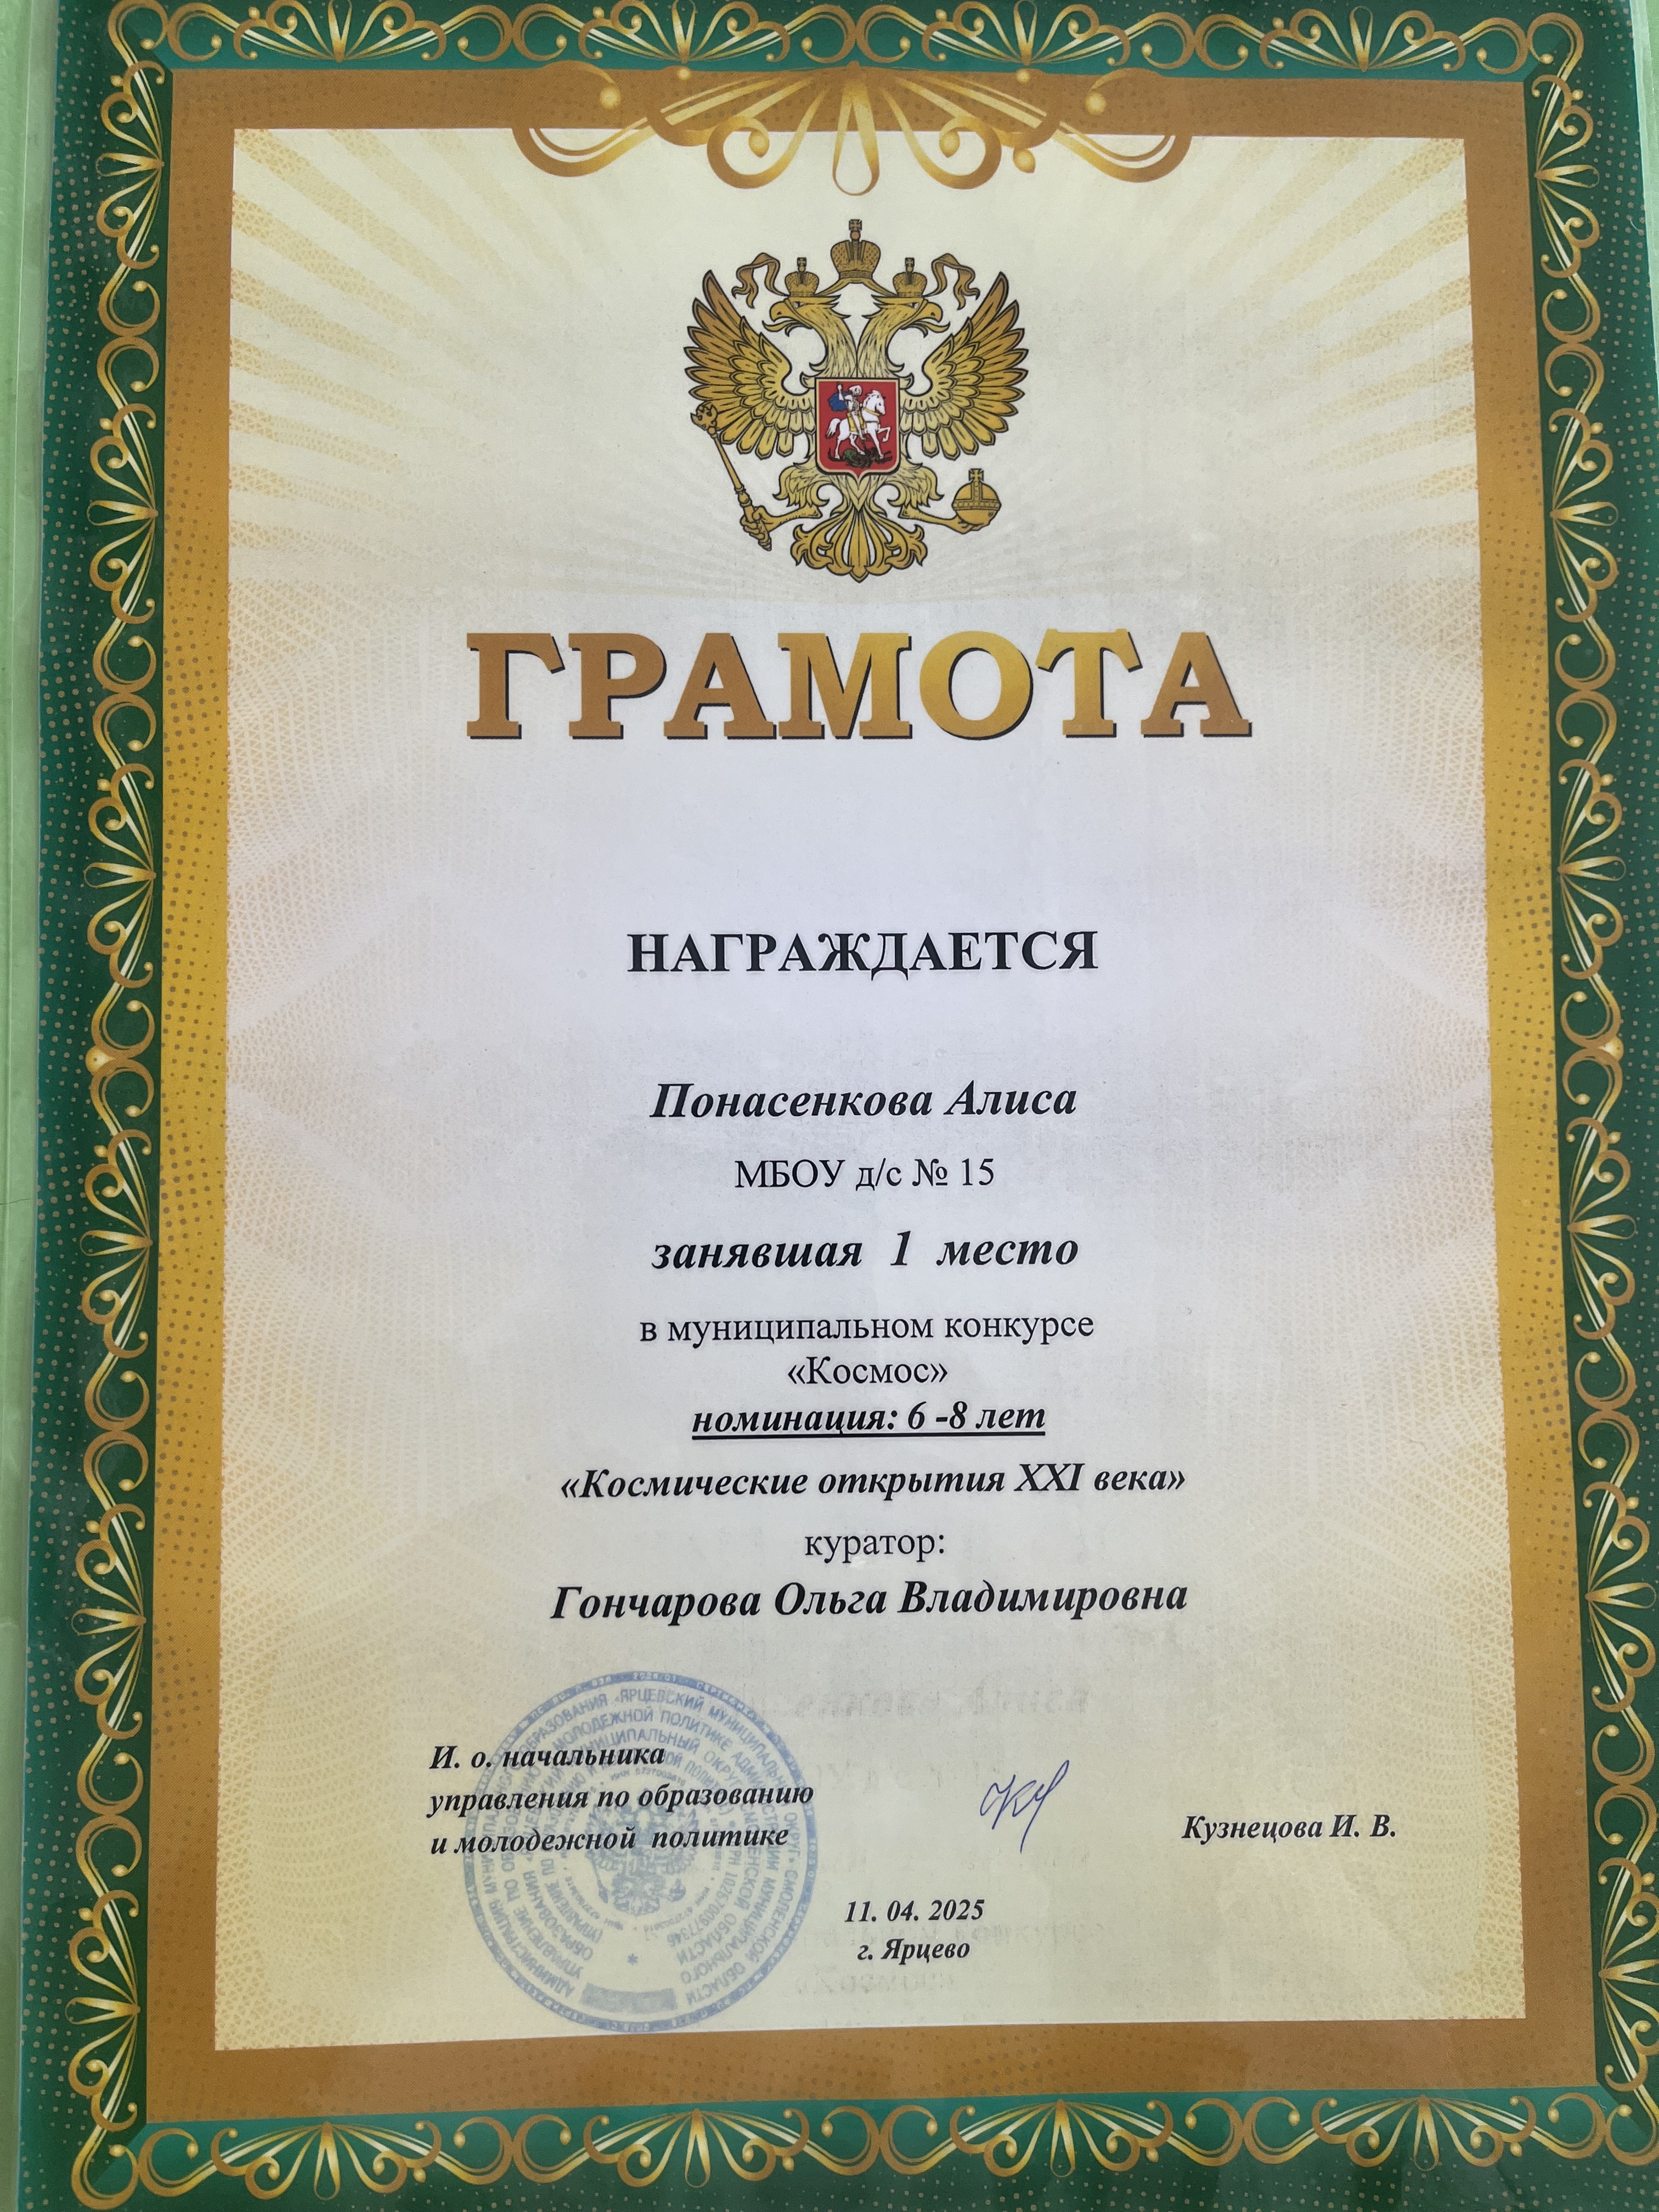 ГРАМОТА
НАГРАЖДАЕТСЯ
Понасенкова Алиса
МБОУ д/с № 15
занявшая 1 место
в муниципальном конкурсе
«Космос»
номинация: 6 -8 лет
«Космические открытия XXI века»
куратор:
Гончарова Ольга Владимировна
И. о. начальника
управления по образованию
и молодежной политике
Кузнецова И. В.
11. 04. 2025
г. Ярцево